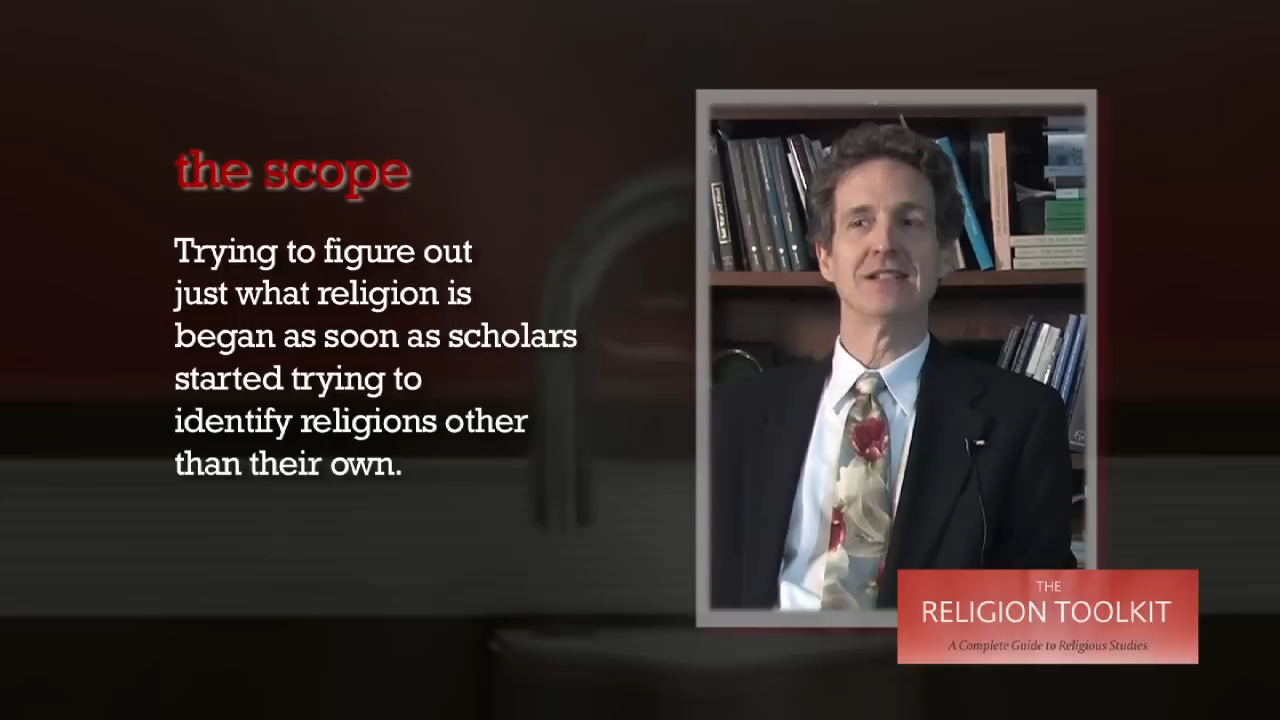 the scope
Trying to figure out
just what religion is
began as soon as scholars
started trying to
identify religions other
than their own.
THE
RELIGION TOOLKIT
A Complete Guide to Religious Studies